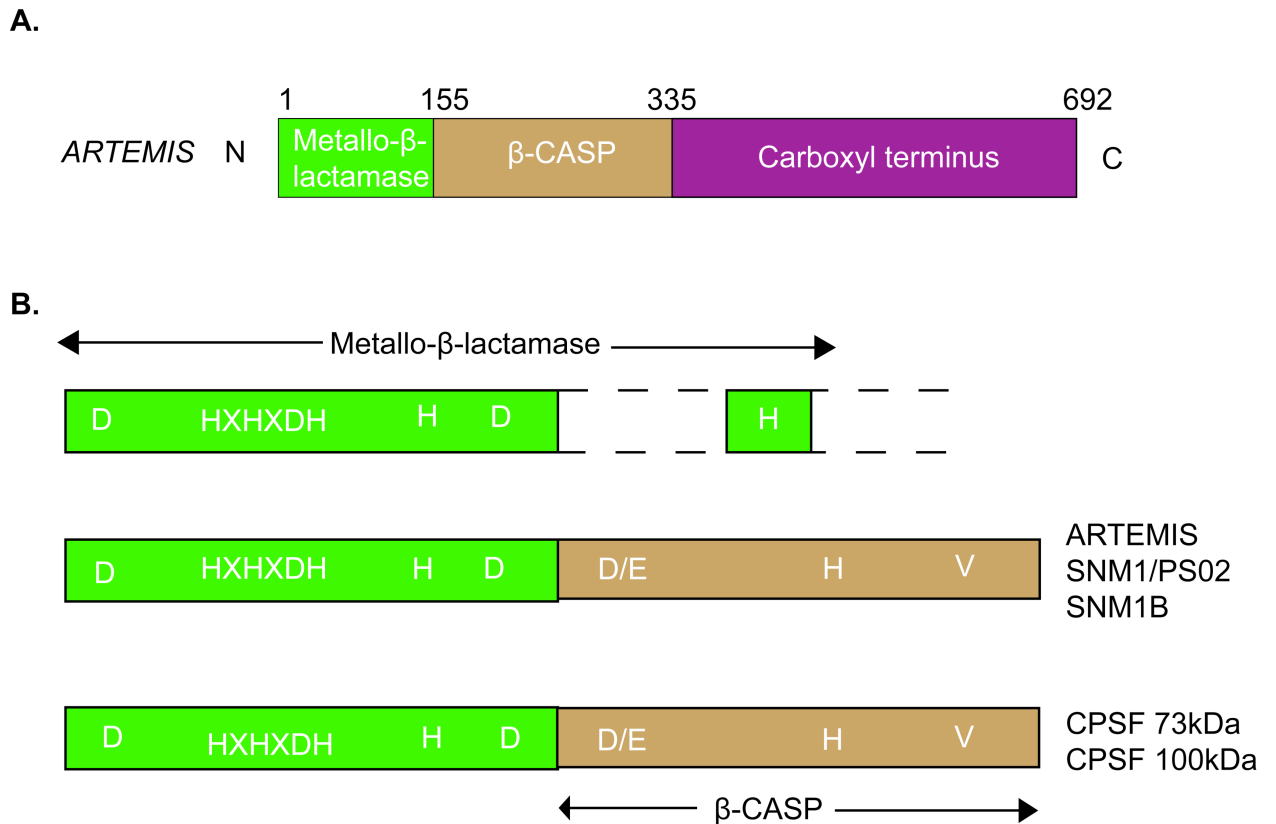 A.
1 155 335 692
ARTEMIS N Metallo-β-lactamase β-CASP Carboxyl terminus C
B.
Metallo-β-lactamase
D HXHXDH H D H
D HXHXDH H D D/E H V
ARTEMIS
SNM1/PS02
SNM1B
D HXHXDH H D D/E H V
CPSF 73kDa
CPSF 100kDa
β-CASP